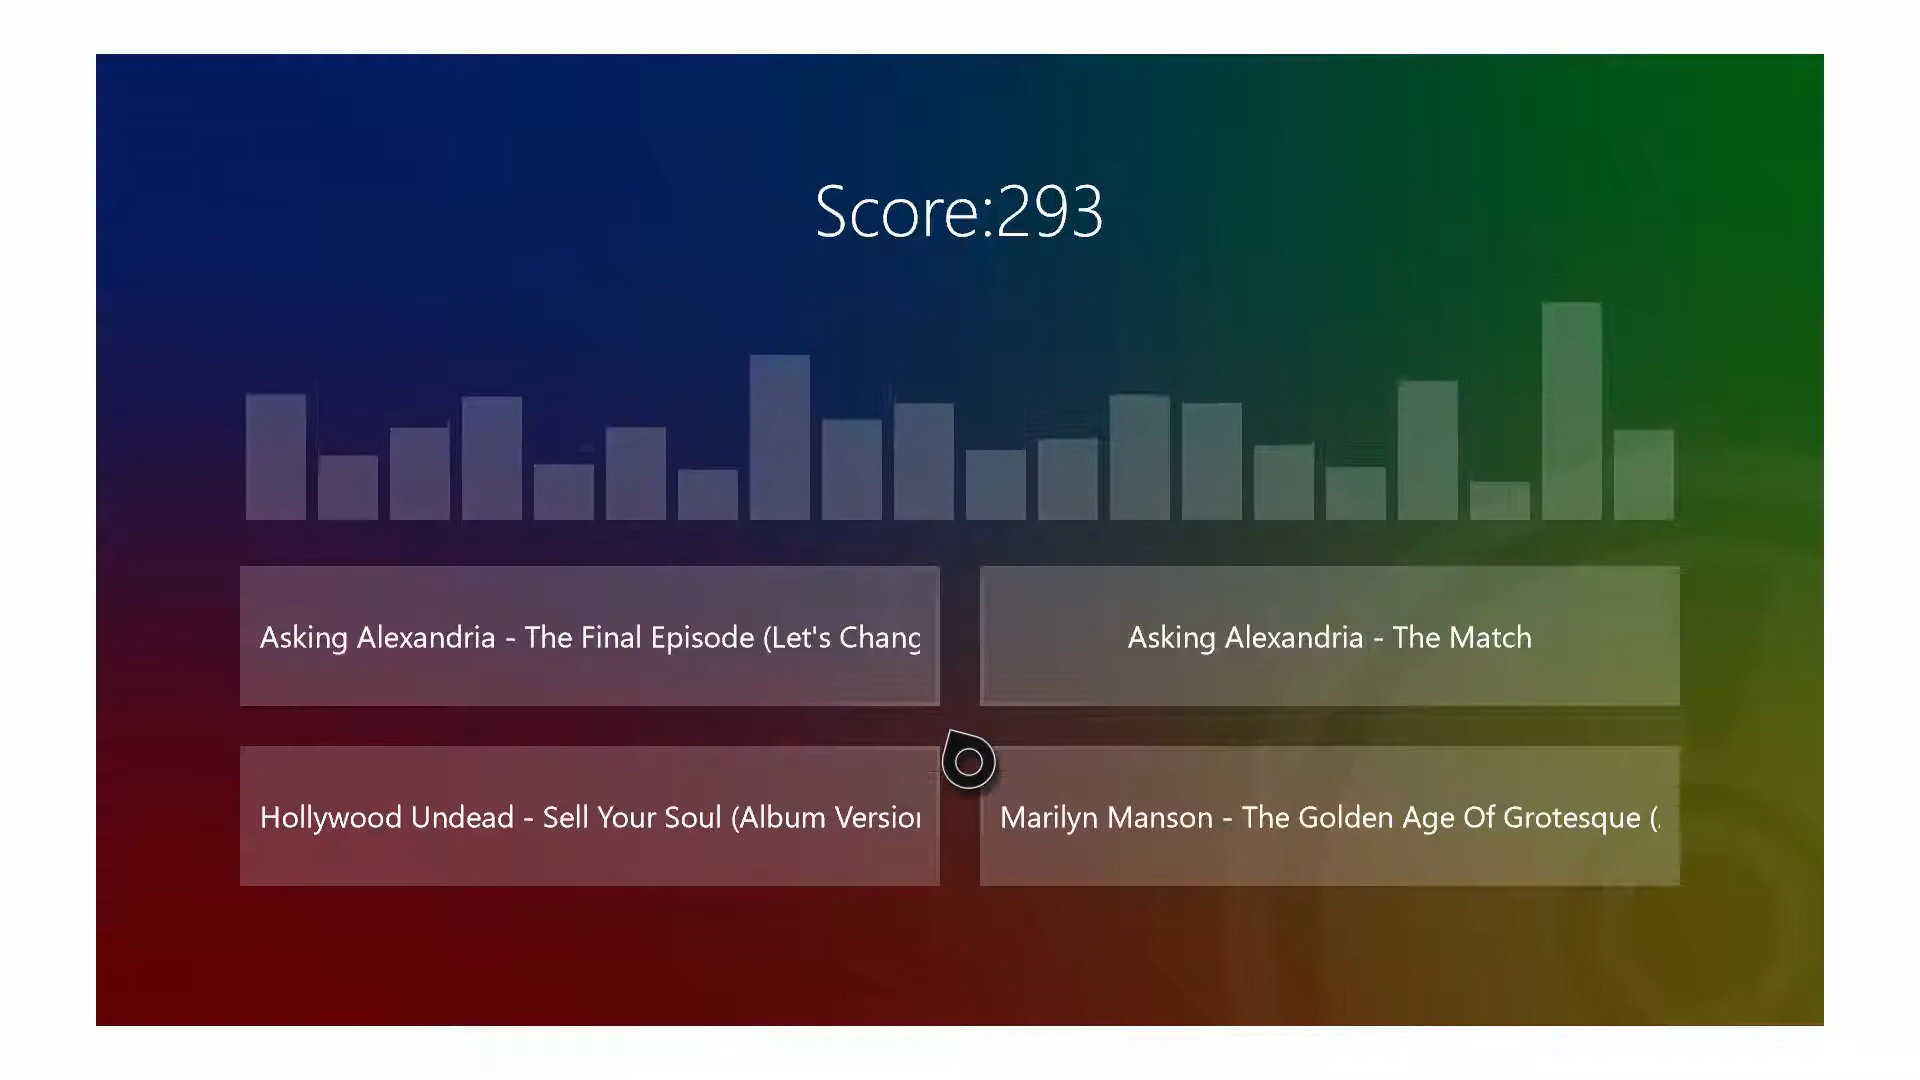 Score:293
Asking Alexandria - The Final Episode (Let's Chang
Asking Alexandria - The Match
Hollywood Undead - Sell Your Soul (Album Version
Marilyn Manson - The Golden Age Of Grotesque (